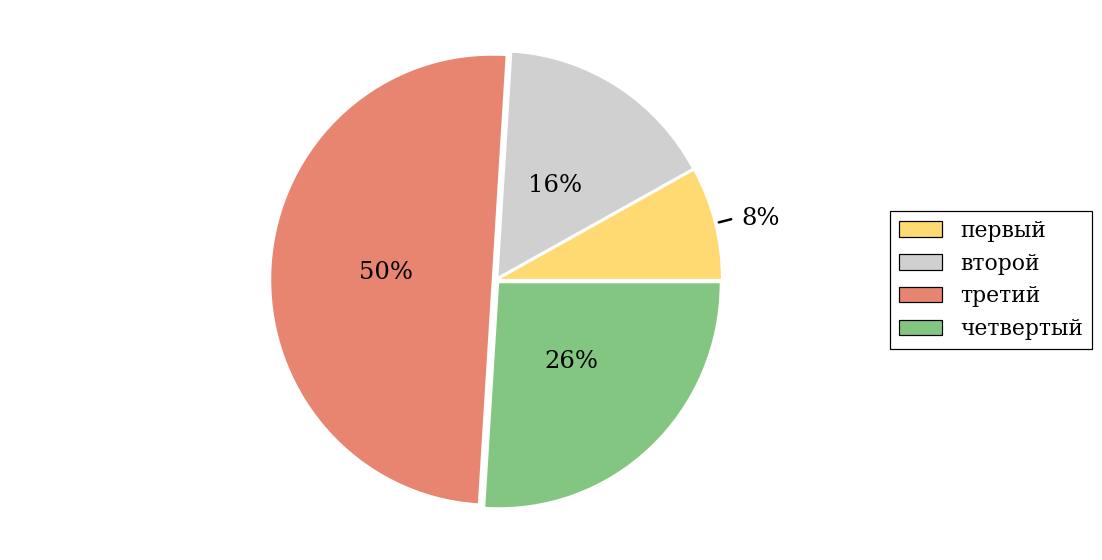 16%
8%
50%
26%
первый
второй
третий
четвертый